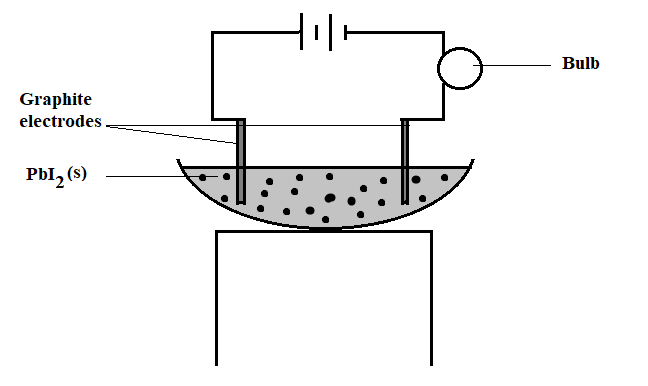 Bulb
Graphite
electrodes
PbI2 (s)